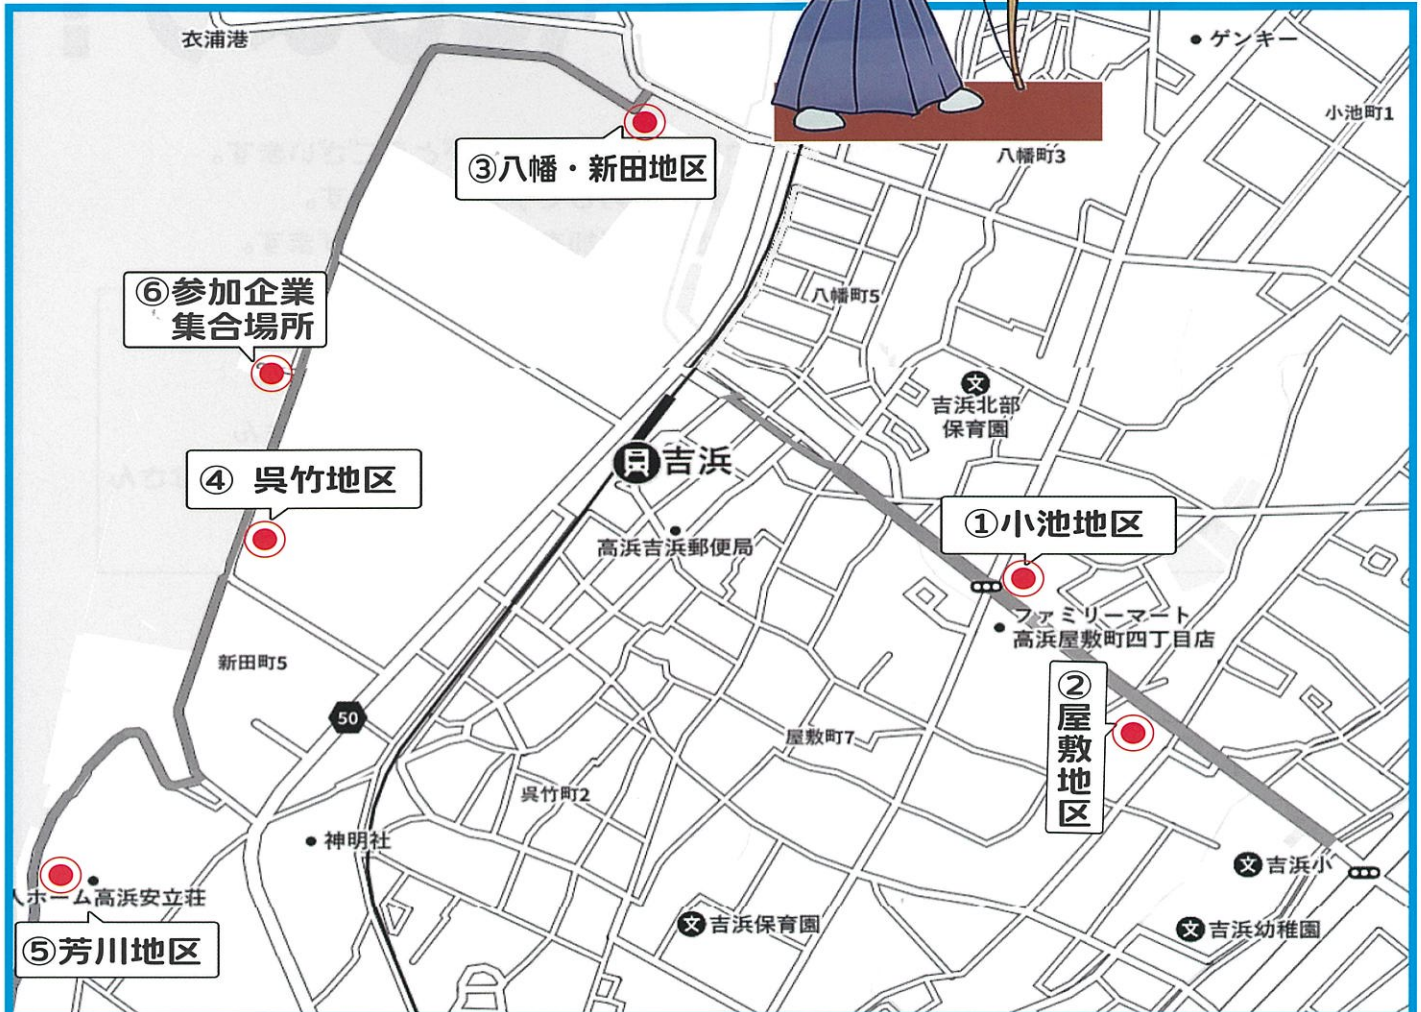 衣浦港
ゲンキー
小池町1
③八幡・新田地区
八幡町3
⑥参加企業
集合場所
八幡町5
文
吉浜北部
保育園
吉浜
④ 呉竹地区
①小池地区
高浜吉浜郵便局
ファミリーマート
高浜屋敷町四丁目店
新田町5
②屋敷地区
50
屋敷町7
呉竹町2
神明社
文 吉浜小
人ホーム高浜安立荘
文 吉浜保育園
文 吉浜幼稚園
⑤芳川地区